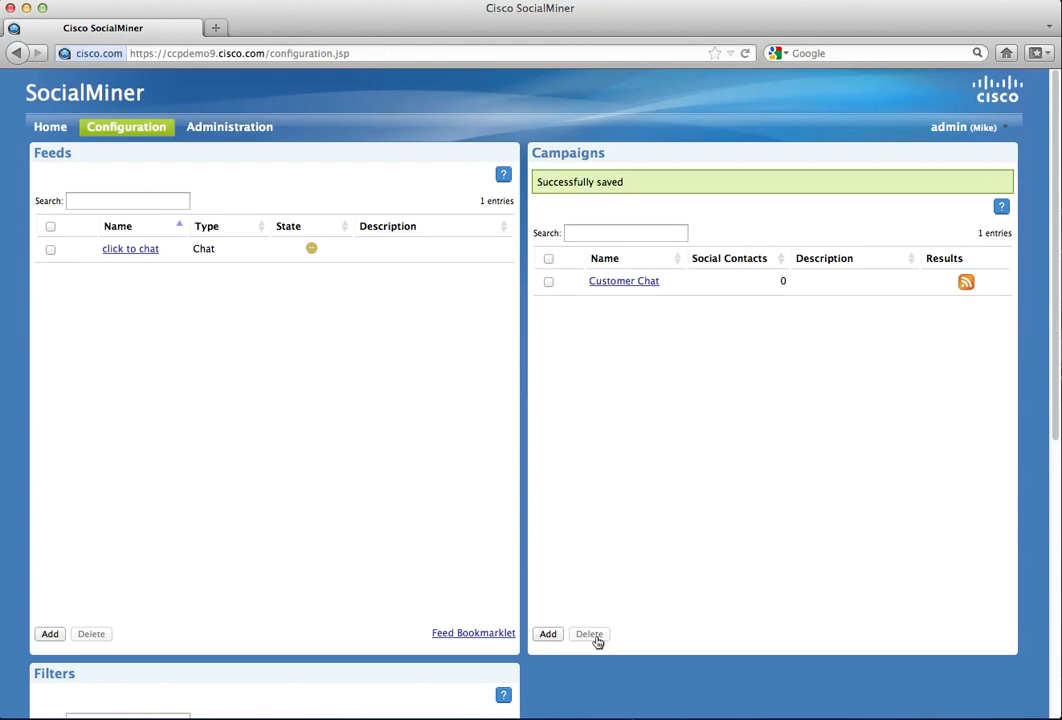 Cisco SocialMiner
Cisco SocialMiner
cisco.com https://ccpdemo9.cisco.com/configuration.jsp
Google
SocialMiner
CISCO
Home Configuration Administration
admin (Mike)
Feeds
?
Search:
1 entries
Name Type State Description
click to chat Chat
Add Delete
Feed Bookmarklet
Campaigns
Successfully saved
?
Search:
1 entries
Name Social Contacts Description Results
Customer Chat 0
Add Delete
Filters
?